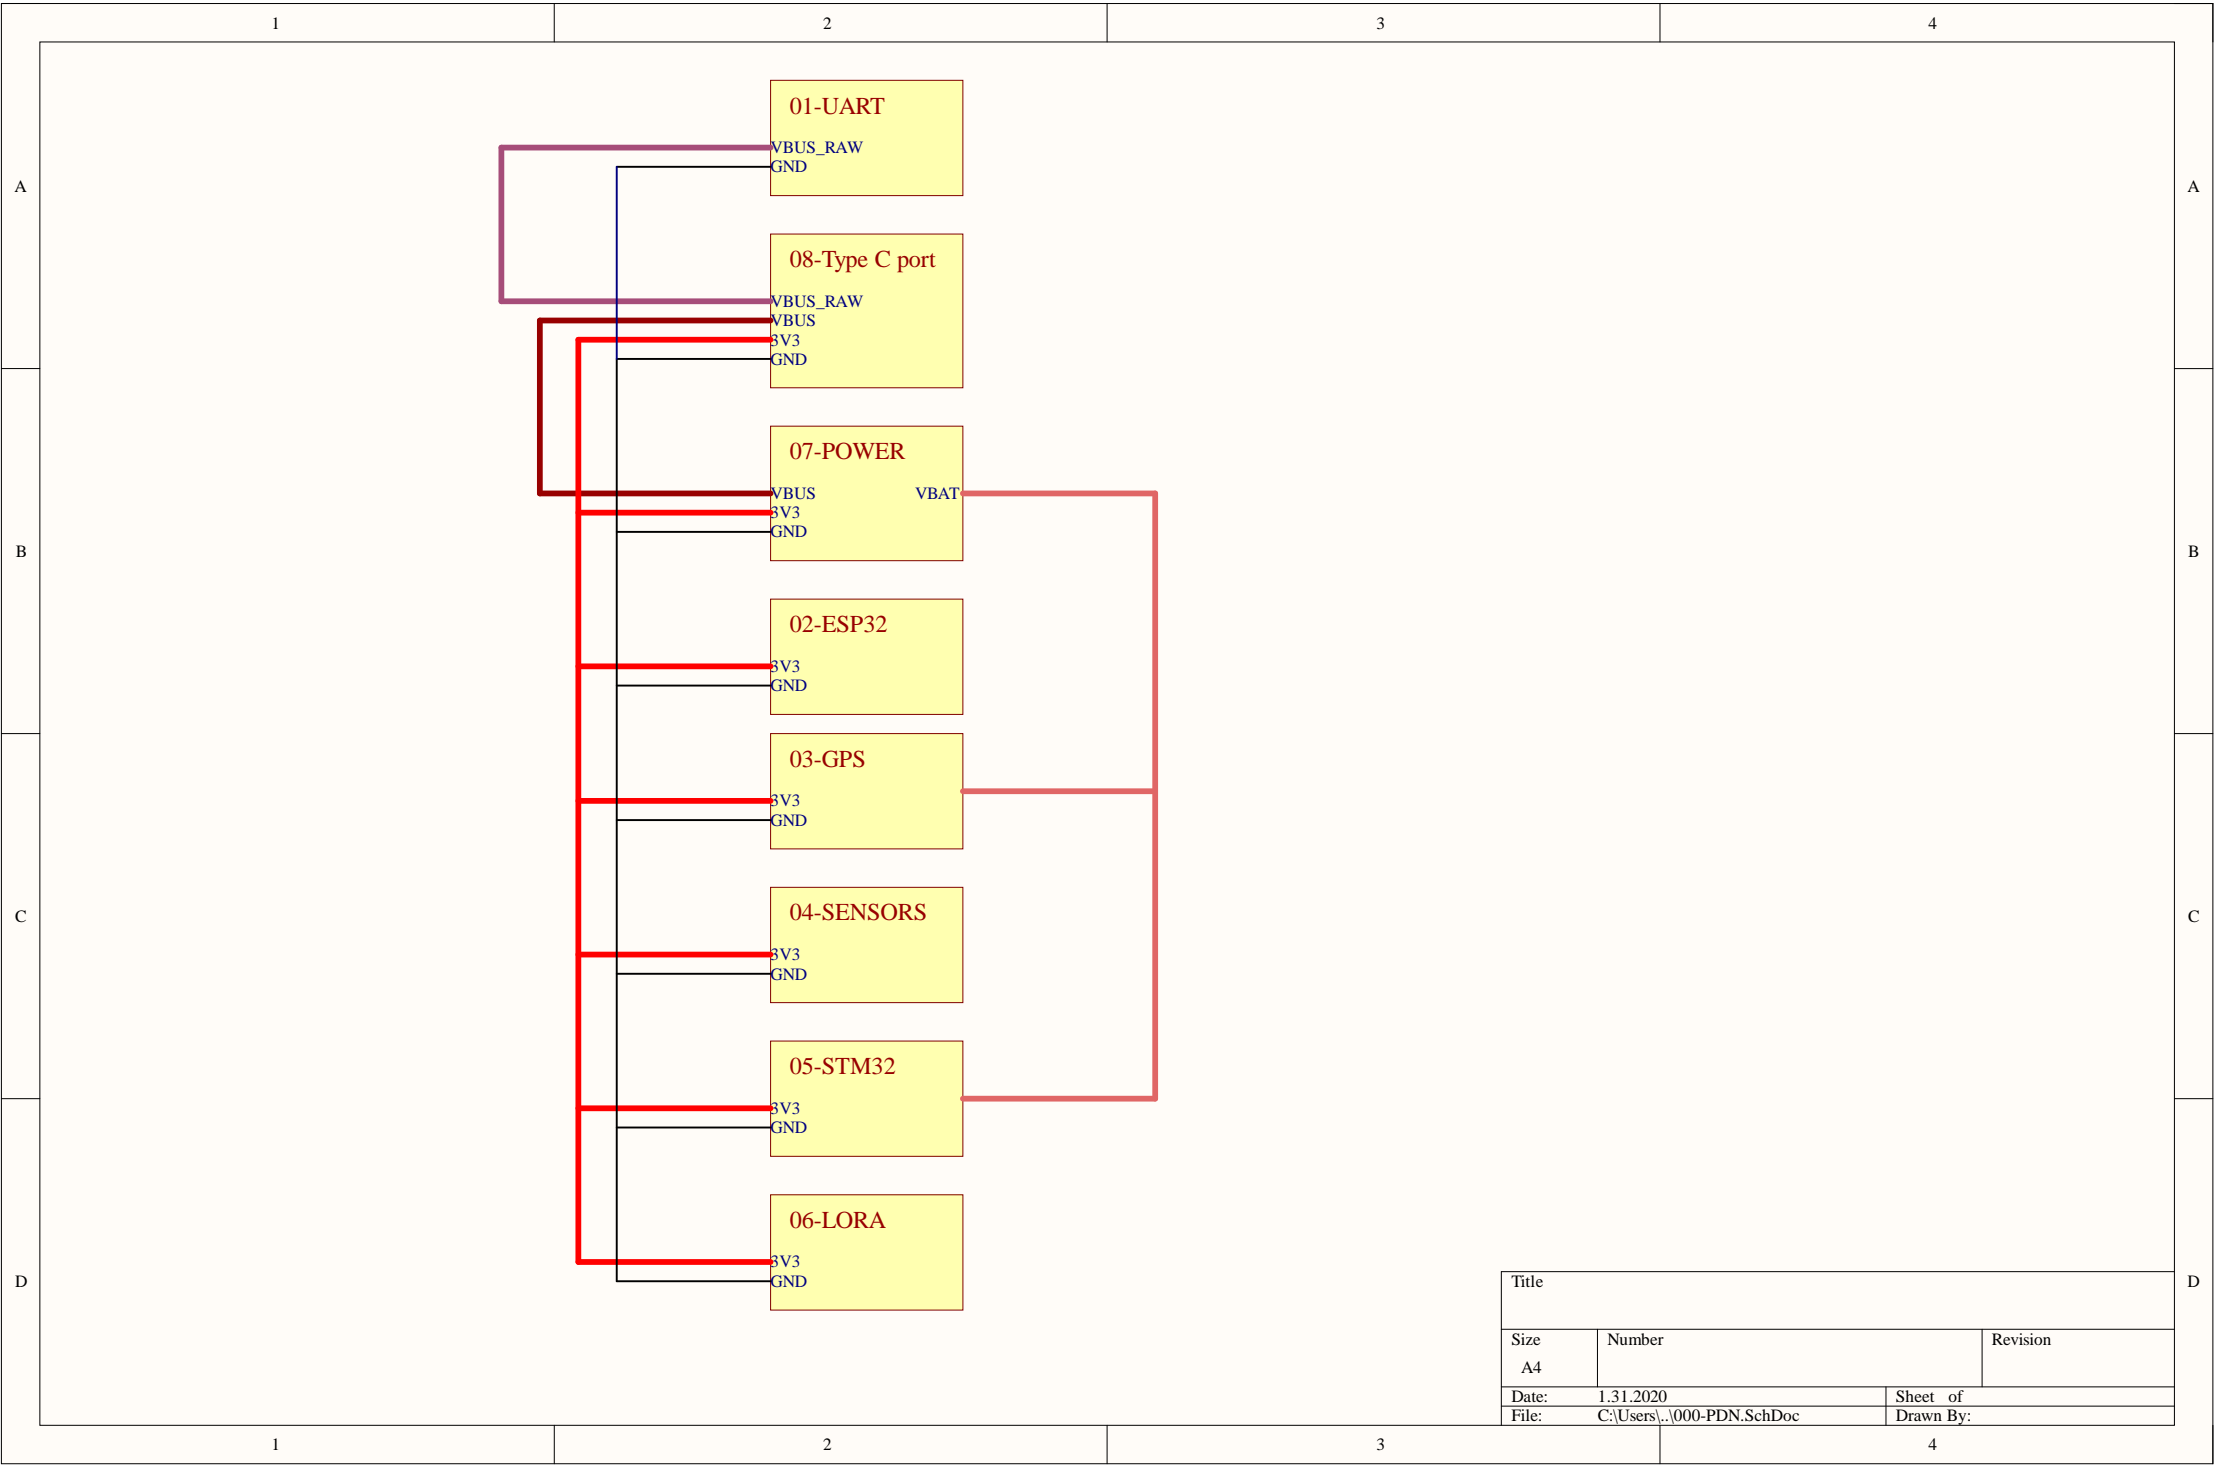 1 2 3 4
A A
B B
C C
D D
01-UART
VBUS_RAW
GND
08-Type C port
VBUS_RAW
VBUS
3V3
GND
07-POWER
VBUS VBAT
3V3
GND
02-ESP32
3V3
GND
03-GPS
3V3
GND
04-SENSORS
3V3
GND
05-STM32
3V3
GND
06-LORA
3V3
GND
Title
Size Number Revision
A4
Date: 1.31.2020 Sheet of
File: C:\Users\..\000-PDN.SchDoc Drawn By:
1 2 3 4